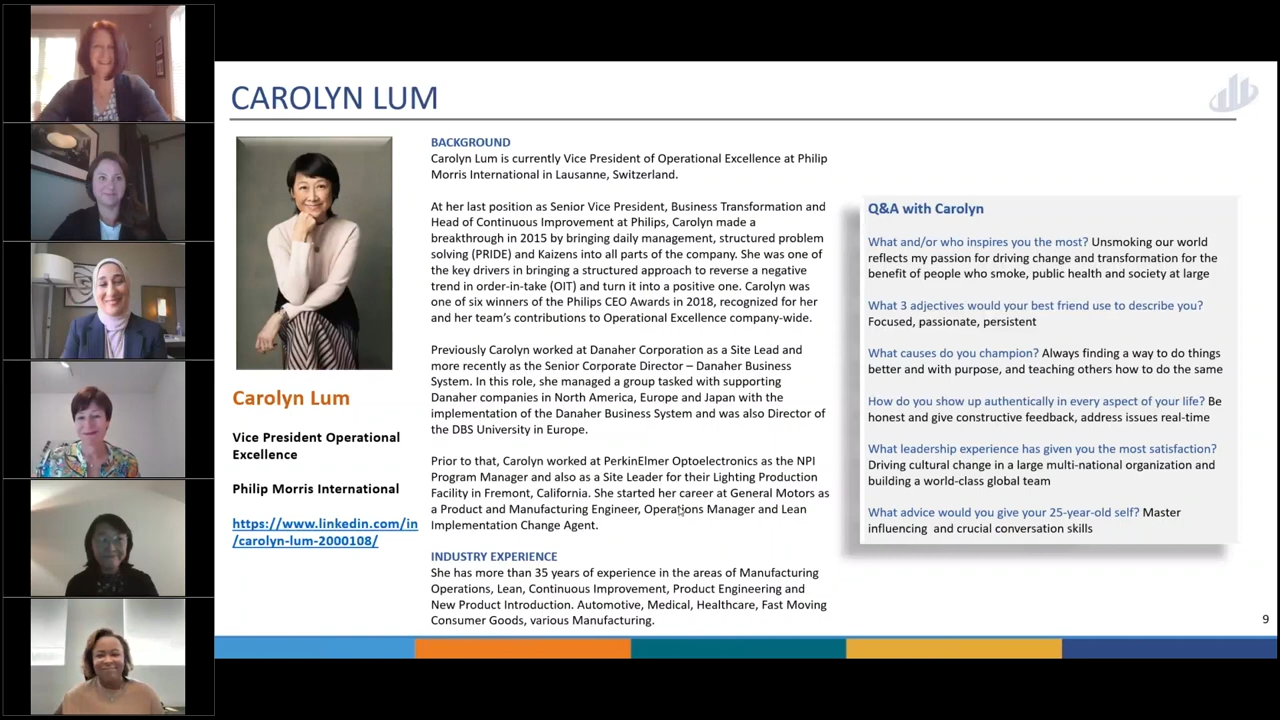 CAROLYN LUM
Carolyn Lum
Vice President Operational
Excellence
Philip Morris International
https://www.linkedin.com/in
/carolyn-lum-2000108/
BACKGROUND
Carolyn Lum is currently Vice President of Operational Excellence at Philip
Morris International in Lausanne, Switzerland.
At her last position as Senior Vice President, Business Transformation and
Head of Continuous Improvement at Philips, Carolyn made a
breakthrough in 2015 by bringing daily management, structured problem
solving (PRIDE) and Kaizens into all parts of the company. She was one of
the key drivers in bringing a structured approach to reverse a negative
trend in order-in-take (OIT) and turn it into a positive one. Carolyn was
one of six winners of the Philips CEO Awards in 2018, recognized for her
and her team's contributions to Operational Excellence company-wide.
Previously Carolyn worked at Danaher Corporation as a Site Lead and
more recently as the Senior Corporate Director – Danaher Business
System. In this role, she managed a group tasked with supporting
Danaher companies in North America, Europe and Japan with the
implementation of the Danaher Business System and was also Director of
the DBS University in Europe.
Prior to that, Carolyn worked at PerkinElmer Optoelectronics as the NPI
Program Manager and also as a Site Leader for their Lighting Production
Facility in Fremont, California. She started her career at General Motors as
a Product and Manufacturing Engineer, Operations Manager and Lean
Implementation Change Agent.
INDUSTRY EXPERIENCE
She has more than 35 years of experience in the areas of Manufacturing
Operations, Lean, Continuous Improvement, Product Engineering and
New Product Introduction. Automotive, Medical, Healthcare, Fast Moving
Consumer Goods, various Manufacturing.
Q&A with Carolyn
What and/or who inspires you the most? Unsmoking our world
reflects my passion for driving change and transformation for the
benefit of people who smoke, public health and society at large
What 3 adjectives would your best friend use to describe you?
Focused, passionate, persistent
What causes do you champion? Always finding a way to do things
better and with purpose, and teaching others how to do the same
How do you show up authentically in every aspect of your life? Be
honest and give constructive feedback, address issues real-time
What leadership experience has given you the most satisfaction?
Driving cultural change in a large multi-national organization and
building a world-class global team
What advice would you give your 25-year-old self? Master
influencing and crucial conversation skills
9